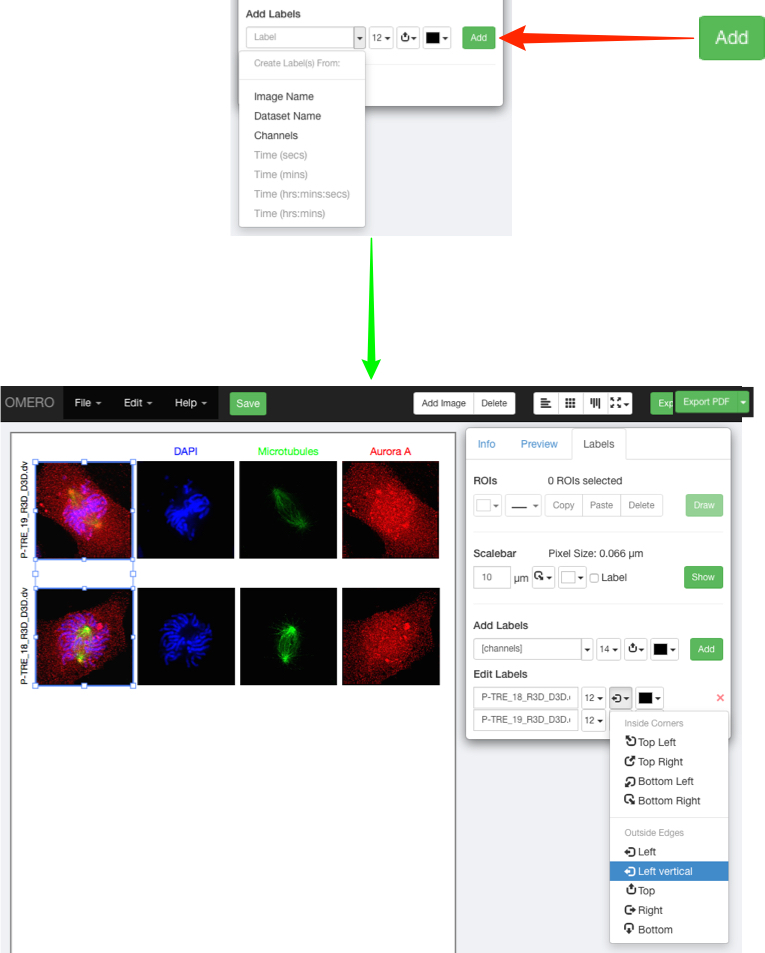 Add Labels
Label 12 Add
Add
Create Label(s) From:
Image Name
Dataset Name
Channels
Time (secs)
Time (mins)
Time (hrs:mins:secs)
Time (hrs:mins)
OMERO File Edit Help Save Add Image Delete Exp Export PDF
DAPI Microtubules Aurora A
P-TRE_19_R3D_D3D.dv
P-TRE_18_R3D_D3D.dv
Info Preview Labels
ROIs 0 ROIs selected
Copy Paste Delete Draw
Scalebar Pixel Size: 0.066 µm
10 µm Label Show
Add Labels
[channels] 14 Add
Edit Labels
P-TRE_18_R3D_D3D. 12 ×
P-TRE_19_R3D_D3D. 12
Inside Corners
Top Left
Top Right
Bottom Left
Bottom Right
Outside Edges
Left
Left vertical
Top
Right
Bottom